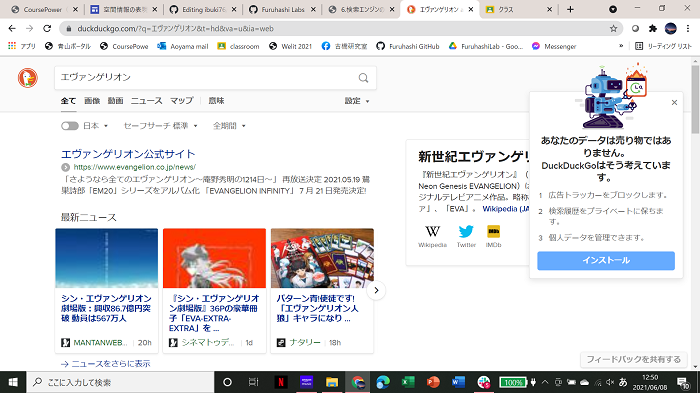 CoursePower
空間情報の表現
Editing ibuki76
Furuhashi Labs
6.検索エンジンの
エヴァンゲリオン
クラス
duckduckgo.com/?q=エヴァンゲリオン&t=hd&va=u&ia=web
アプリ
青山ポータル
CoursePowe
Aoyama mail
classroom
Welit 2021
古橋研究室
Furuhashi GitHub
FuruhashiLab - Goo...
Messenger
»
リーディング リスト
エヴァンゲリオン
全て 画像 動画 ニュース マップ 意味 設定
日本 セーフサーチ 標準 全期間
エヴァンゲリオン公式サイト
https://www.evangelion.co.jp/news/
「さようなら全てのエヴァンゲリオン～庵野秀明の1214日～」 再放送決定 2021.05.19 鷺
巣詩郎「EM20」シリーズをアルバム化「EVANGELION INFINITY」 7 月 21 日発売決定!
最新ニュース
シン・エヴァンゲリオン
劇場版：興収86.7億円突
破 動員は567万人
MANTANWEB... 20h
『シン・エヴァンゲリオ
ン劇場版』36Pの豪華冊
子「EVA-EXTRA-
EXTRA」を ...
シネマトゥデ... 1d
パターン青!使徒です!
「エヴァンゲリオン人
狼」キャラになり ...
ナタリー 18h
ニュースをさらに表示
新世紀エヴァンゲリ
『新世紀エヴァンゲリオン』（
Neon Genesis EVANGELION）は
ジナルテレビアニメ作品。略称
ァ」、「EVA」。 Wikipedia (JA
W
Wikipedia
Twitter
IMDb
あなたのデータは売り物ではあ
りません。
DuckDuckGoはそう考えていま
す。
1 広告トラッカーをブロックします。
2 検索履歴をプライベートに保ちま
す。
3 個人データを管理できます。
インストール
フィードバックを共有する
ここに入力して検索
100%
あ
12:50
2021/06/08
10